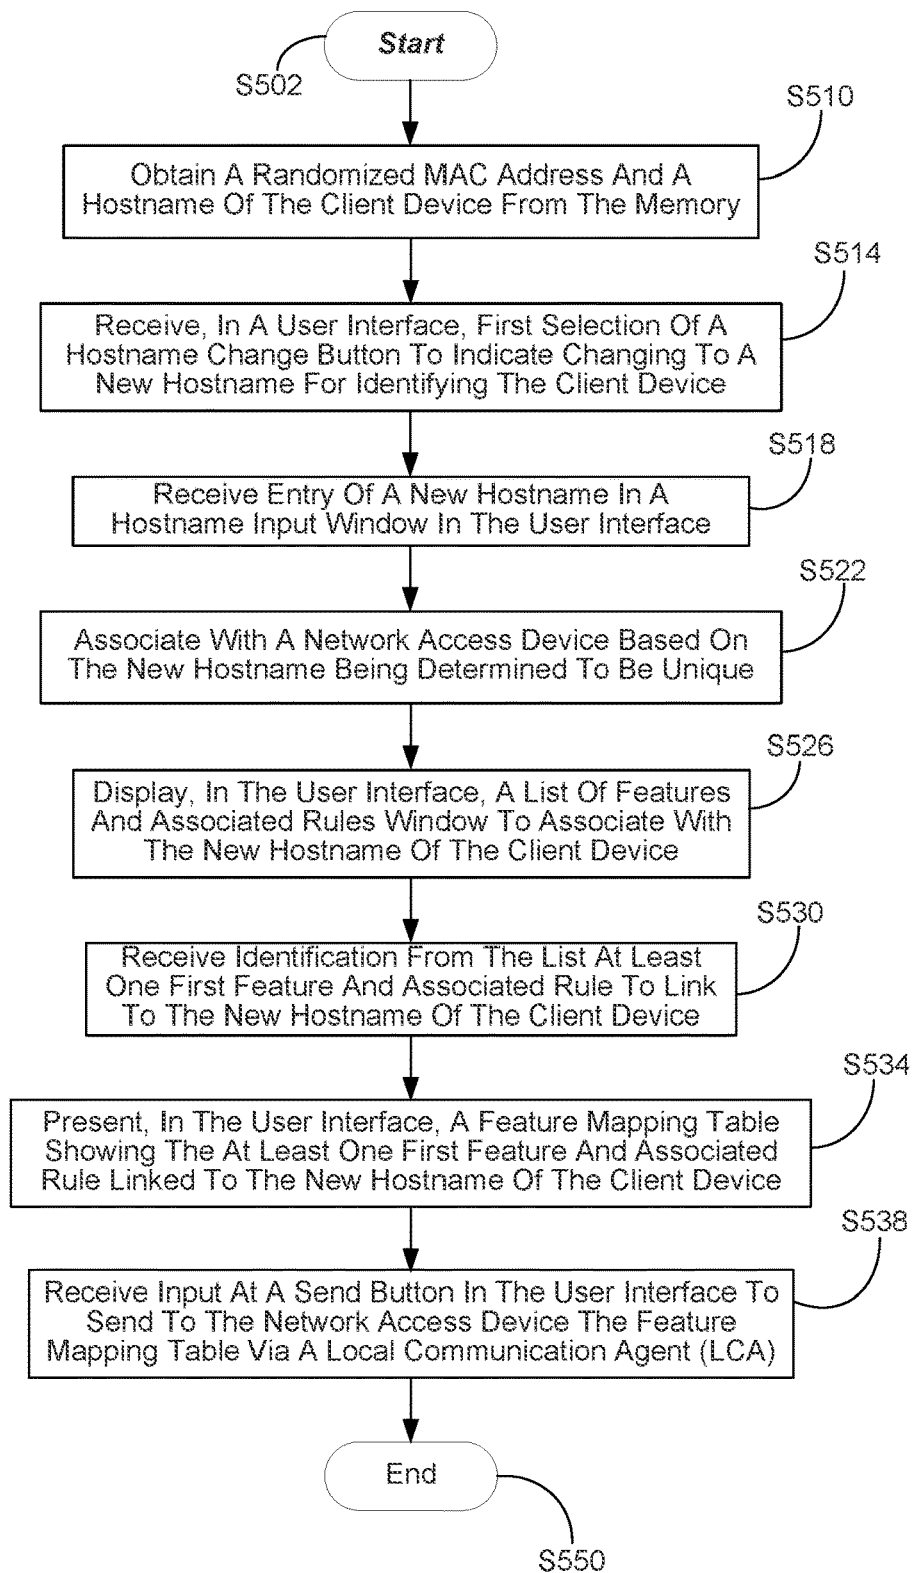 Start
S502
S510
Obtain A Randomized MAC Address And A
Hostname Of The Client Device From The Memory
S514
Receive, In A User Interface, First Selection Of A
Hostname Change Button To Indicate Changing To A
New Hostname For Identifying The Client Device
S518
Receive Entry Of A New Hostname In A
Hostname Input Window In The User Interface
S522
Associate With A Network Access Device Based On
The New Hostname Being Determined To Be Unique
S526
Display, In The User Interface, A List Of Features
And Associated Rules Window To Associate With
The New Hostname Of The Client Device
S530
Receive Identification From The List At Least
One First Feature And Associated Rule To Link
To The New Hostname Of The Client Device
S534
Present, In The User Interface, A Feature Mapping Table
Showing The At Least One First Feature And Associated
Rule Linked To The New Hostname Of The Client Device
S538
Receive Input At A Send Button In The User Interface To
Send To The Network Access Device The Feature
Mapping Table Via A Local Communication Agent (LCA)
End
S550